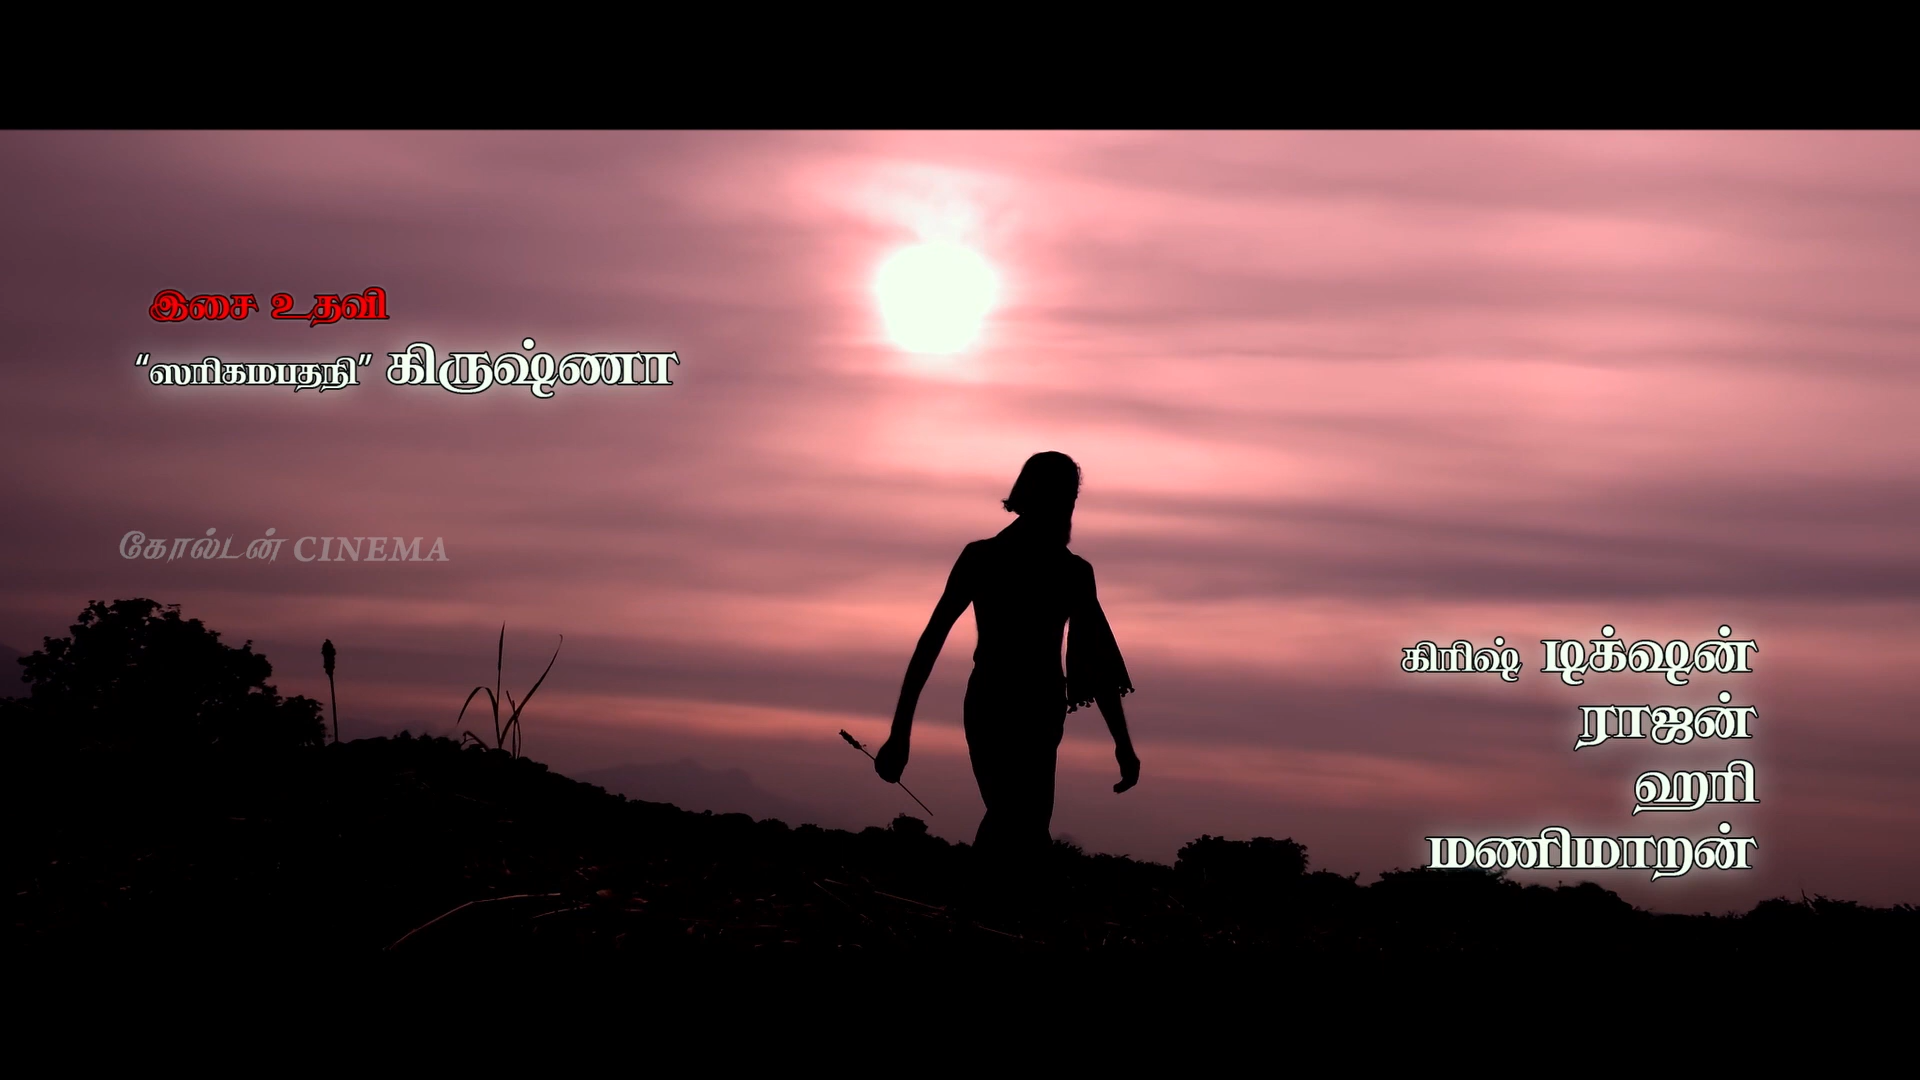 இசை உதவி
“ஸரிகமபதநி” கிருஷ்ணா
கோல்டன் CINEMA
கிரிஷ் டிக்‌ஷன்
ராஜன்
ஹரி
மணிமாறன்